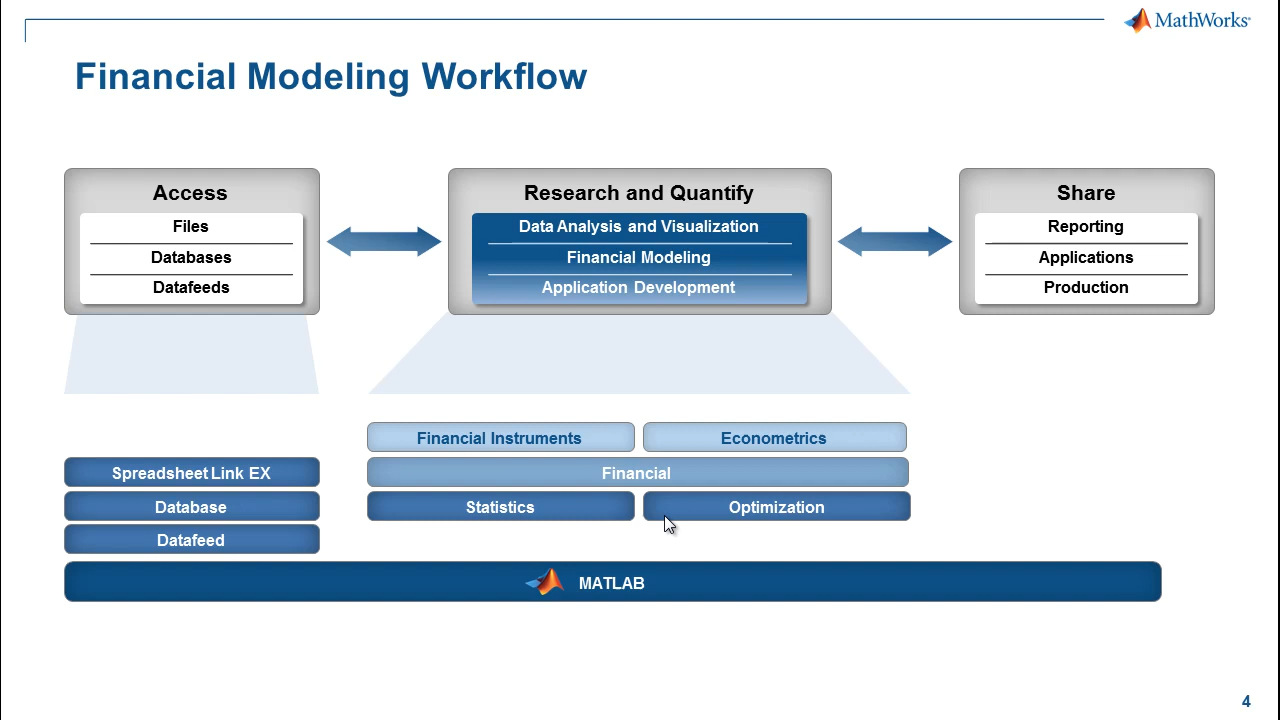 MathWorks®
Financial Modeling Workflow
Access
Files
Databases
Datafeeds
Research and Quantify
Data Analysis and Visualization
Financial Modeling
Application Development
Share
Reporting
Applications
Production
Financial Instruments
Econometrics
Spreadsheet Link EX
Financial
Database
Statistics
Optimization
Datafeed
MATLAB
4